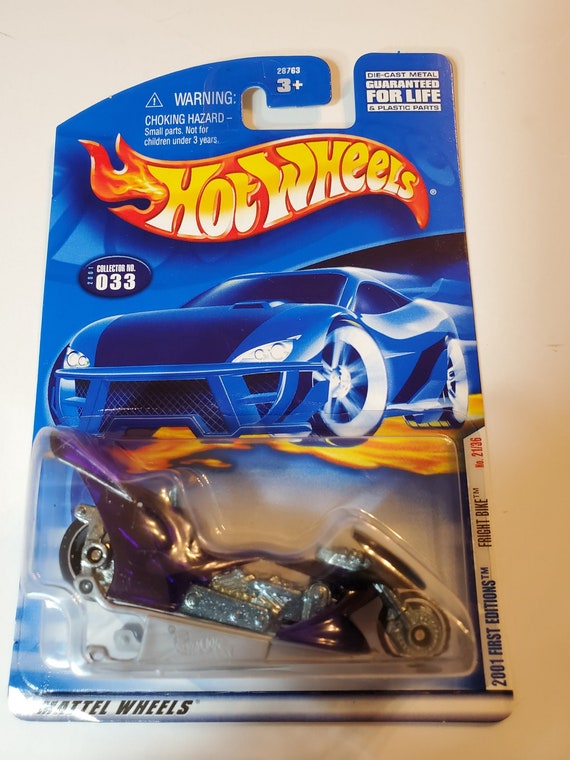 28763
3+
WARNING:
CHOKING HAZARD –
Small parts. Not for
children under 3 years.
DIE-CAST METAL
GUARANTEED
FOR LIFE
& PLASTIC PARTS
HOT WHEELS®
2001
COLLECTOR NO.
033
2001 FIRST EDITIONS™
FRIGHT BIKE™
No. 21/36
MATTEL WHEELS®